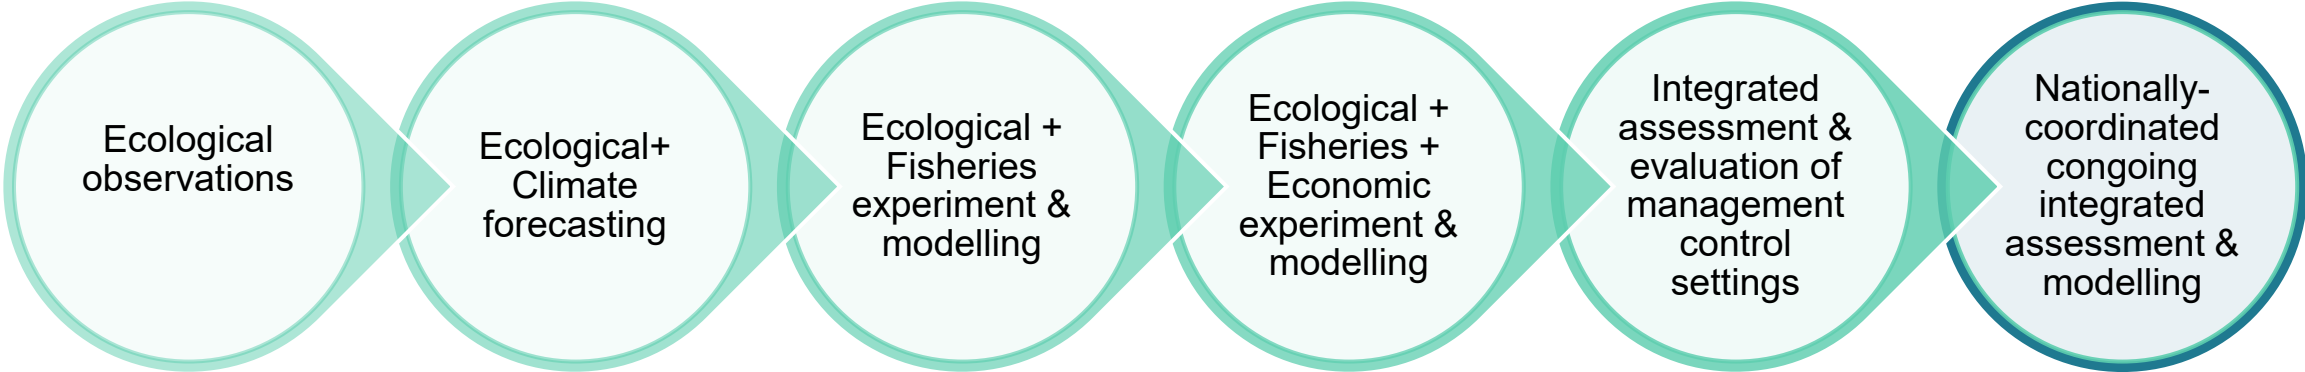 Ecological
observations
Ecological+
Climate
forecasting
Ecological +
Fisheries
experiment &
modelling
Ecological +
Fisheries +
Economic
experiment &
modelling
Integrated
assessment &
evaluation of
management
control
settings
Nationally-
coordinated
congoing
integrated
assessment &
modelling